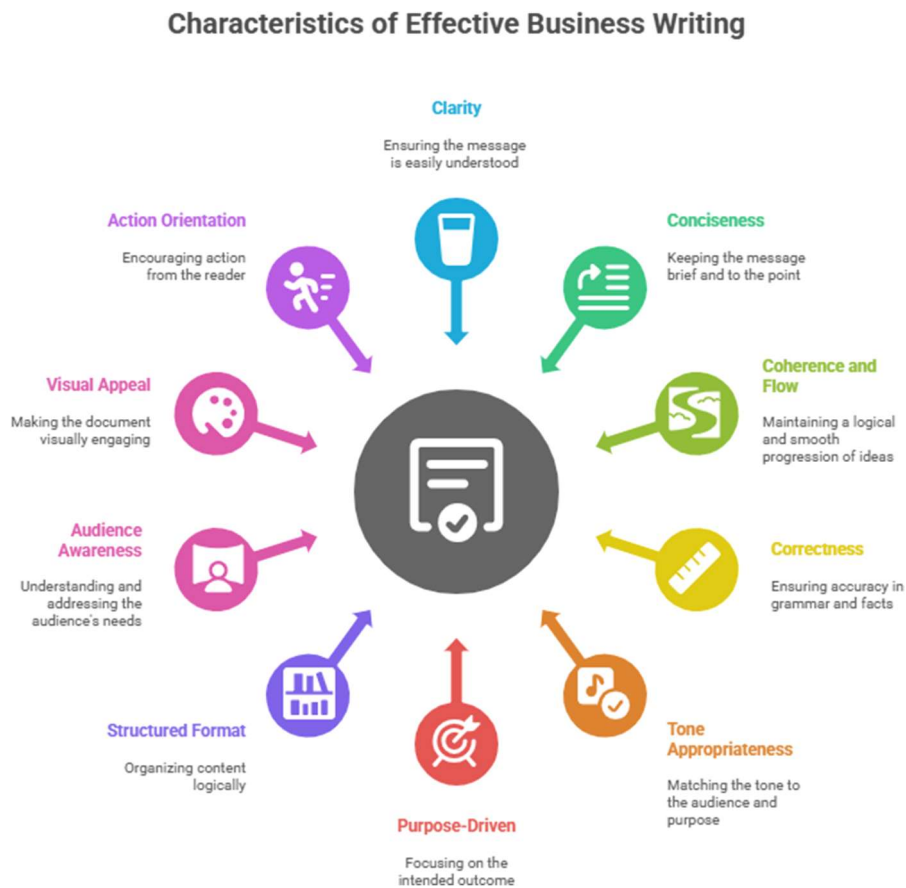 Characteristics of Effective Business Writing
Clarity
Ensuring the message
is easily understood
Conciseness
Keeping the message
brief and to the point
Coherence and
Flow
Maintaining a logical
and smooth
progression of ideas
Correctness
Ensuring accuracy in
grammar and facts
Tone
Appropriateness
Matching the tone to
the audience and
purpose
Purpose-Driven
Focusing on the
intended outcome
Structured Format
Organizing content
logically
Audience
Awareness
Understanding and
addressing the
audience's needs
Visual Appeal
Making the document
visually engaging
Action Orientation
Encouraging action
from the reader